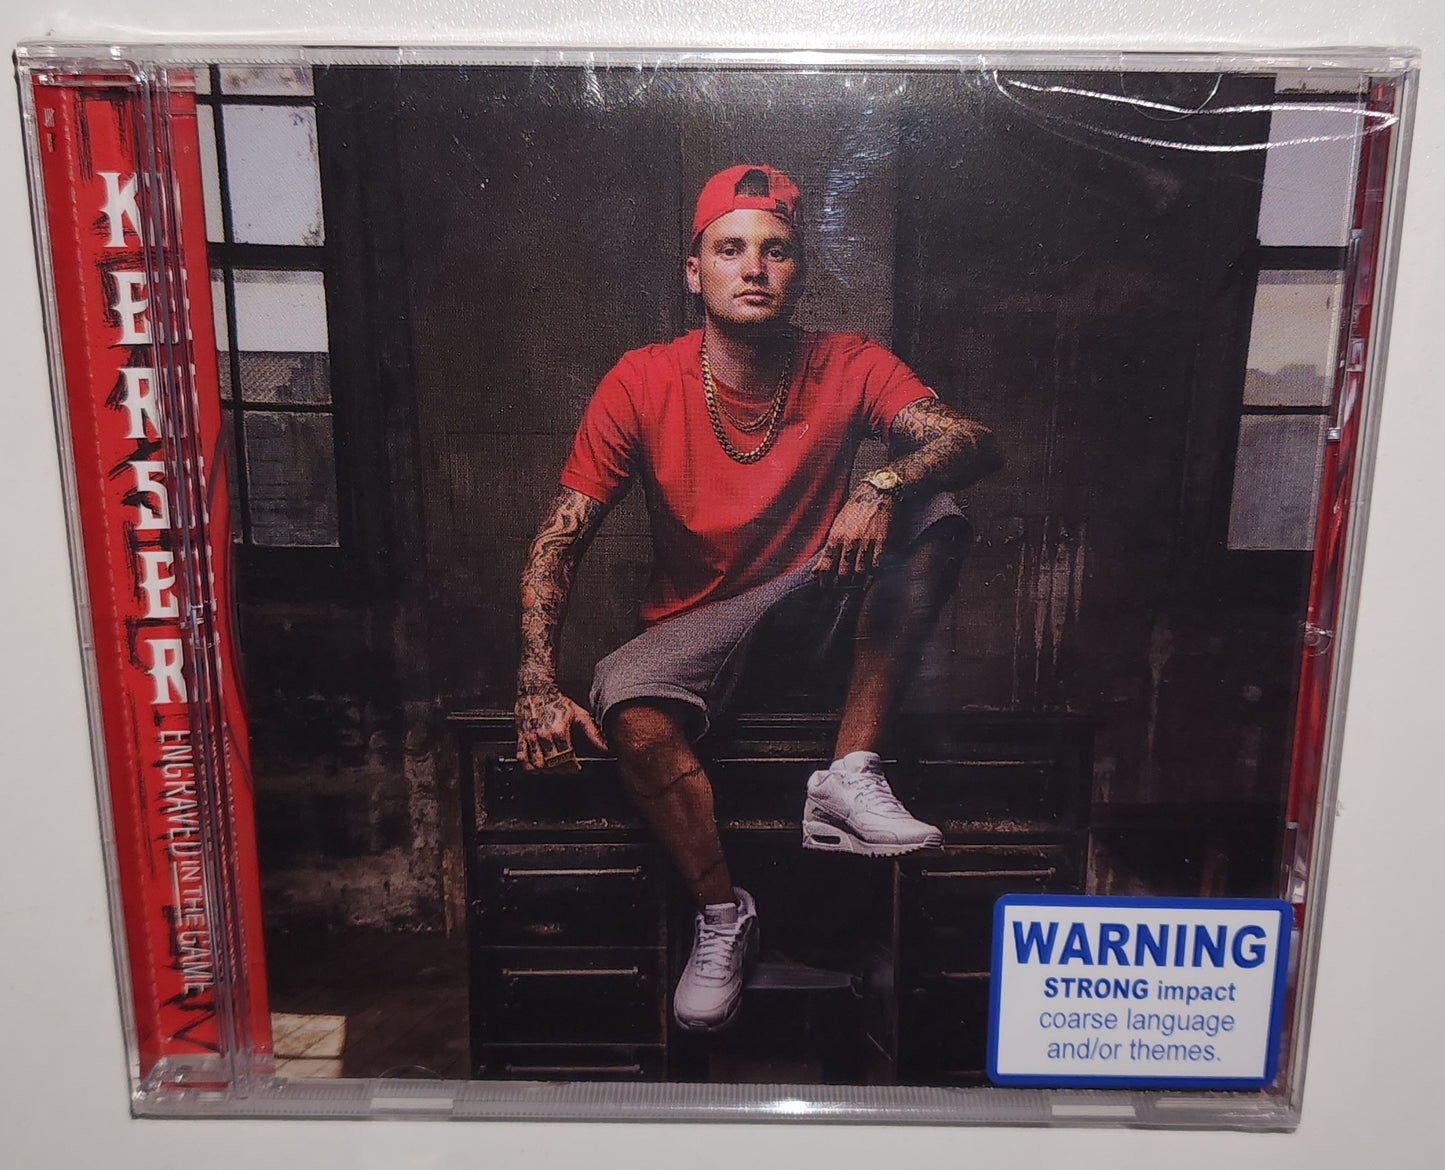 KERSER
ENGRAVED IN THE GAME
WARNING
STRONG impact
coarse language
and/or themes.